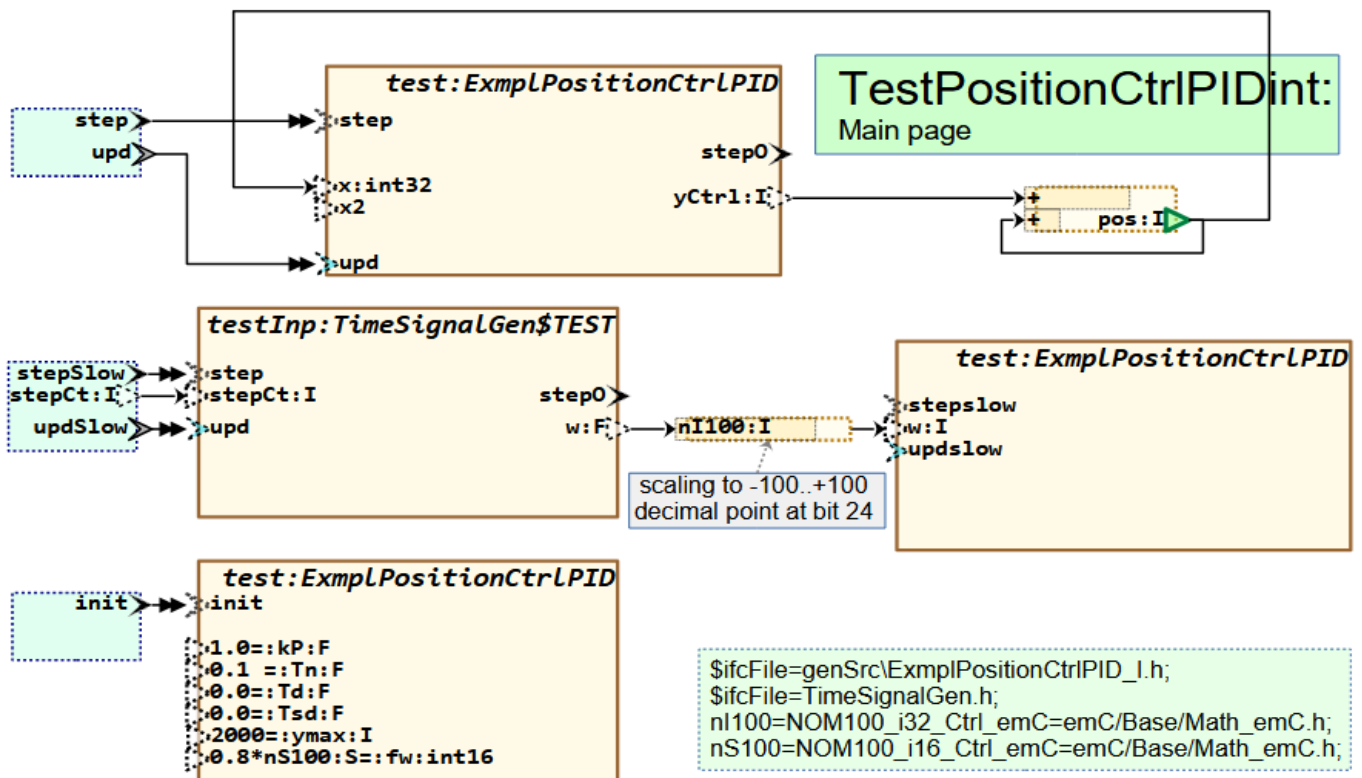 test:ExmplPositionCtrlPID
TestPositionCtrlPIDint:
Main page
step
step
upd
stepO
x:int32
yCtrl:I
+
x2
+
pos:I
upd
testInp:TimeSignalGen$TEST
test:ExmplPositionCtrlPID
stepSlow
step
stepCt:I
stepCt:I
stepO
stepslow
updSlow
upd
w:F
nI100:I
w:I
updslow
scaling to -100..+100
decimal point at bit 24
test:ExmplPositionCtrlPID
init
init
1.0=:kP:F
0.1 =:Tn:F
0.0=:Td:F
0.0=:Tsd:F
2000=:ymax:I
0.8*nS100:S=:fw:int16
$ifcFile=genSrc\ExmplPositionCtrlPID_I.h;
$ifcFile=TimeSignalGen.h;
nI100=NOM100_i32_Ctrl_emC=emC/Base/Math_emC.h;
nS100=NOM100_i16_Ctrl_emC=emC/Base/Math_emC.h;